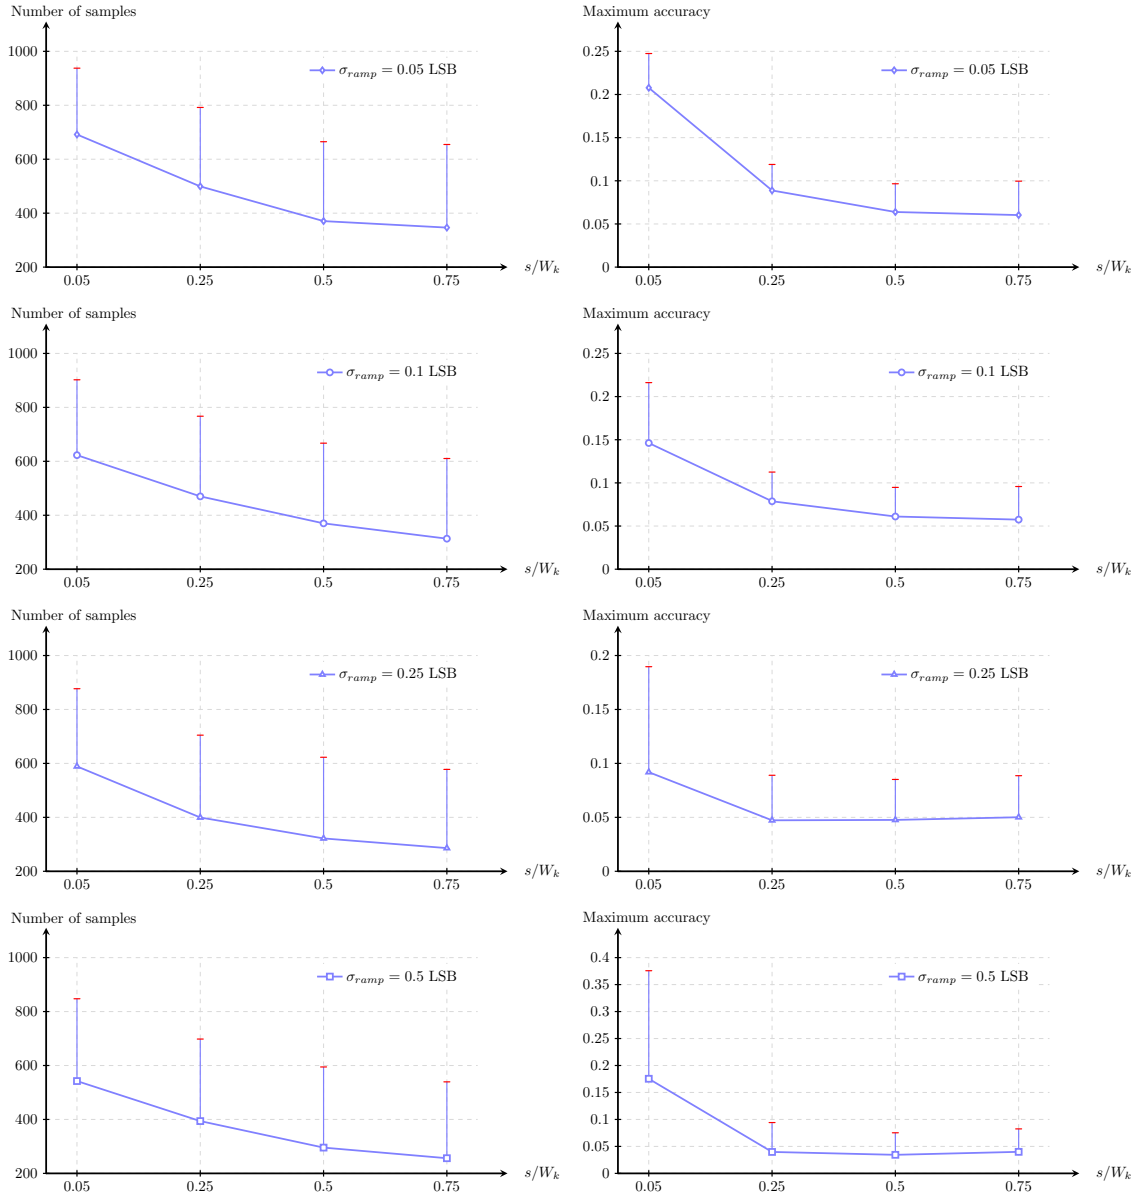 Number of samples
1000
σ_ramp = 0.05 LSB
800
600
400
200
0.05 0.25 0.5 0.75 s/W_k
Maximum accuracy
0.25
σ_ramp = 0.05 LSB
0.2
0.15
0.1
0.05
0
0.05 0.25 0.5 0.75 s/W_k
Number of samples
1000
σ_ramp = 0.1 LSB
800
600
400
200
0.05 0.25 0.5 0.75 s/W_k
Maximum accuracy
0.25
σ_ramp = 0.1 LSB
0.2
0.15
0.1
0.05
0
0.05 0.25 0.5 0.75 s/W_k
Number of samples
1000
σ_ramp = 0.25 LSB
800
600
400
200
0.05 0.25 0.5 0.75 s/W_k
Maximum accuracy
0.2
σ_ramp = 0.25 LSB
0.15
0.1
0.05
0
0.05 0.25 0.5 0.75 s/W_k
Number of samples
1000
σ_ramp = 0.5 LSB
800
600
400
200
0.05 0.25 0.5 0.75 s/W_k
Maximum accuracy
0.4
σ_ramp = 0.5 LSB
0.35
0.3
0.25
0.2
0.15
0.1
0.05
0
0.05 0.25 0.5 0.75 s/W_k